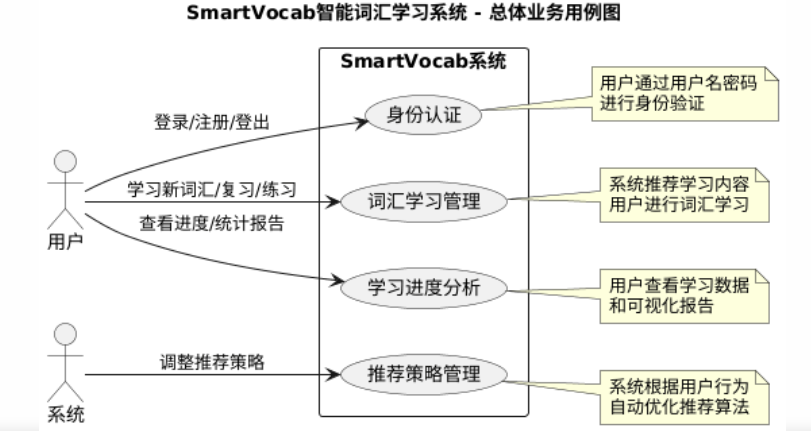 SmartVocab智能词汇学习系统 - 总体业务用例图
SmartVocab系统
用户通过用户名密码
进行身份验证
身份认证
登录/注册/登出
系统推荐学习内容
用户进行词汇学习
学习新词汇/复习/练习
词汇学习管理
查看进度/统计报告
用户
用户查看学习数据
和可视化报告
学习进度分析
调整推荐策略
推荐策略管理
系统根据用户行为
自动优化推荐算法
系统